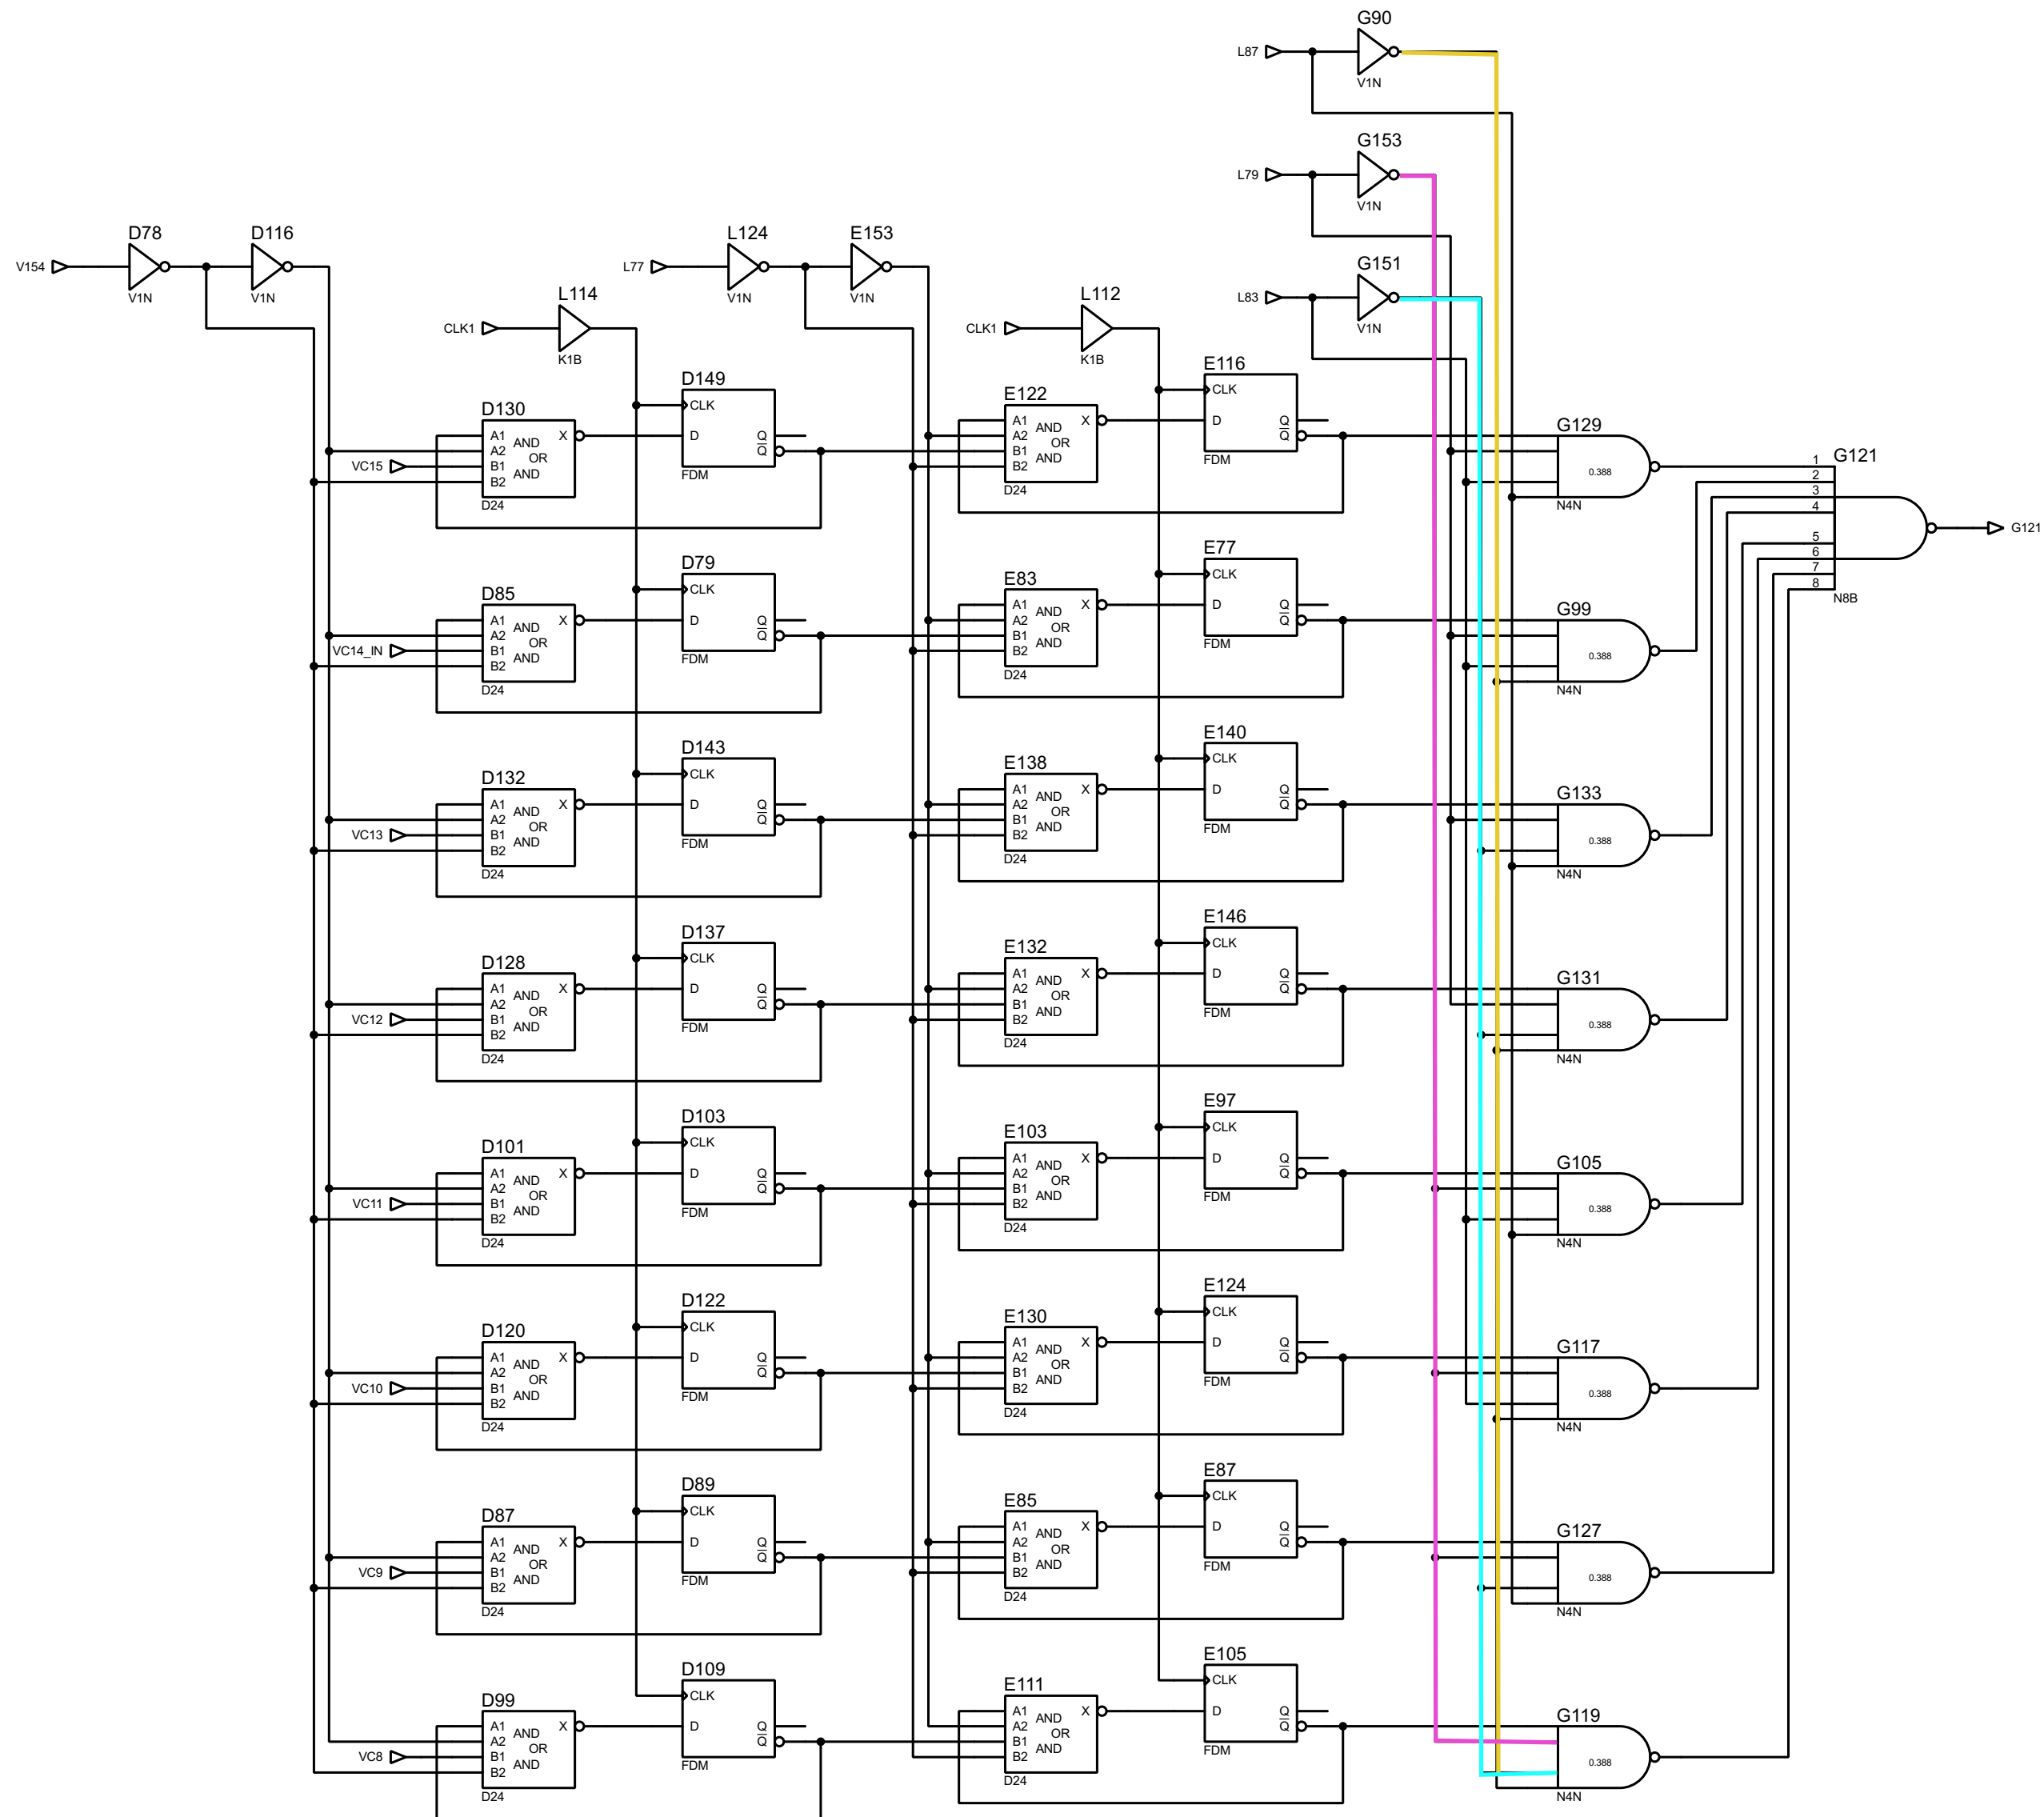 G90
L87
V1N
G153
L79
V1N
D78 D116 L124 E153 G151
V154 L77 L83
V1N V1N V1N V1N V1N
L114 L112
CLK1 CLK1
K1B K1B
D149 E116
CLK CLK
D130 E122 G129
A1 AND X D Q A1 AND X D Q
A2 OR Q A2 OR Q
VC15 B1 AND B1 AND 0.388
B2 B2
D24 FDM D24 FDM N4N
1 G121
2
3
4
5
6
7
8
N8B
G121
D79 E77
CLK CLK
D85 E83 G99
A1 AND X D Q A1 AND X D Q
A2 OR Q A2 OR Q
VC14_IN B1 AND B1 AND 0.388
B2 B2
D24 FDM D24 FDM N4N
D143 E140
CLK CLK
D132 E138 G133
A1 AND X D Q A1 AND X D Q
A2 OR Q A2 OR Q
VC13 B1 AND B1 AND 0.388
B2 B2
D24 FDM D24 FDM N4N
D137 E146
CLK CLK
D128 E132 G131
A1 AND X D Q A1 AND X D Q
A2 OR Q A2 OR Q
VC12 B1 AND B1 AND 0.388
B2 B2
D24 FDM D24 FDM N4N
D103 E97
CLK CLK
D101 E103 G105
A1 AND X D Q A1 AND X D Q
A2 OR Q A2 OR Q
VC11 B1 AND B1 AND 0.388
B2 B2
D24 FDM D24 FDM N4N
D122 E124
CLK CLK
D120 E130 G117
A1 AND X D Q A1 AND X D Q
A2 OR Q A2 OR Q
VC10 B1 AND B1 AND 0.388
B2 B2
D24 FDM D24 FDM N4N
D89 E87
CLK CLK
D87 E85 G127
A1 AND X D Q A1 AND X D Q
A2 OR Q A2 OR Q
VC9 B1 AND B1 AND 0.388
B2 B2
D24 FDM D24 FDM N4N
D109 E105
CLK CLK
D99 E111 G119
A1 AND X D Q A1 AND X D Q
A2 OR Q A2 OR Q
VC8 B1 AND B1 AND 0.388
B2 B2
D24 FDM D24 FDM N4N